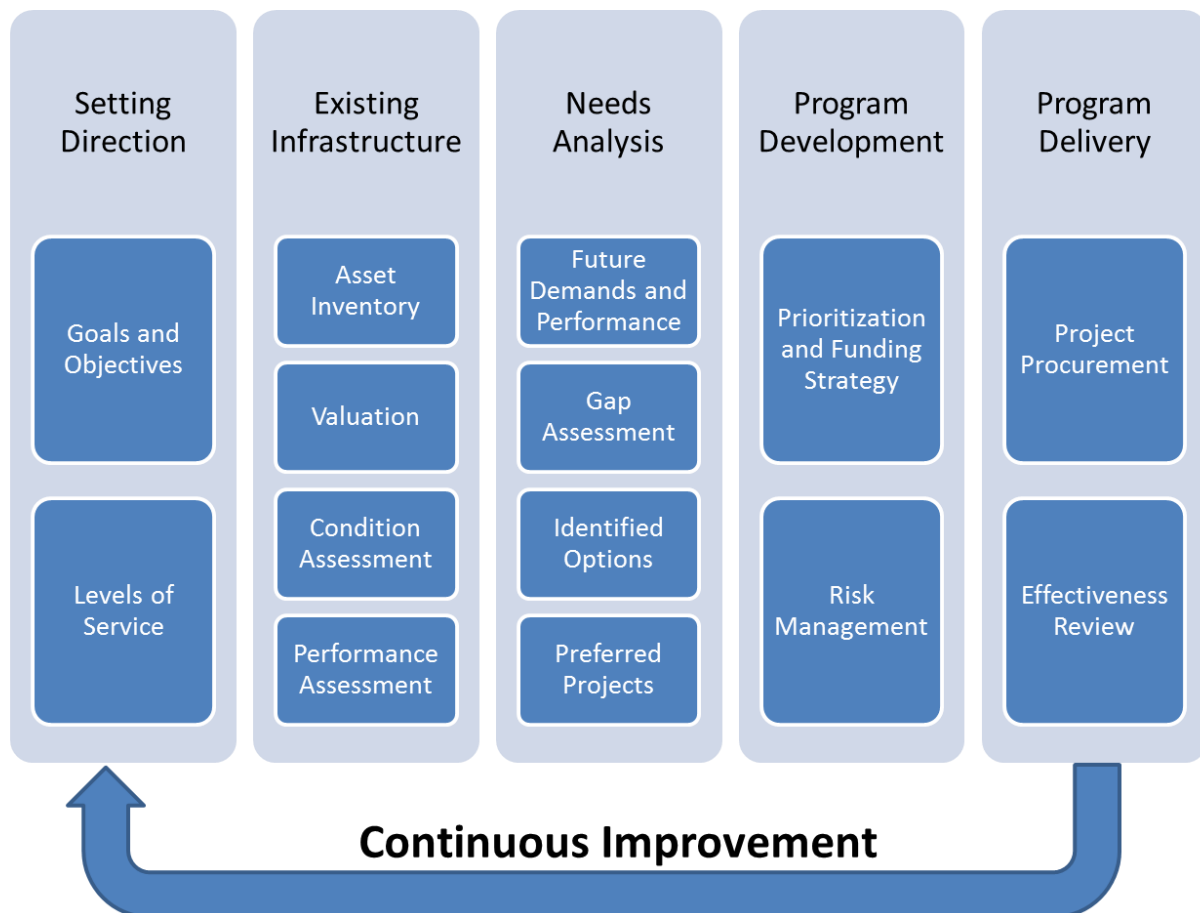 Setting
Direction
Goals and
Objectives
Levels of
Service
Existing
Infrastructure
Asset
Inventory
Valuation
Condition
Assessment
Performance
Assessment
Needs
Analysis
Future
Demands and
Performance
Gap
Assessment
Identified
Options
Preferred
Projects
Program
Development
Prioritization
and Funding
Strategy
Risk
Management
Program
Delivery
Project
Procurement
Effectiveness
Review
Continuous Improvement